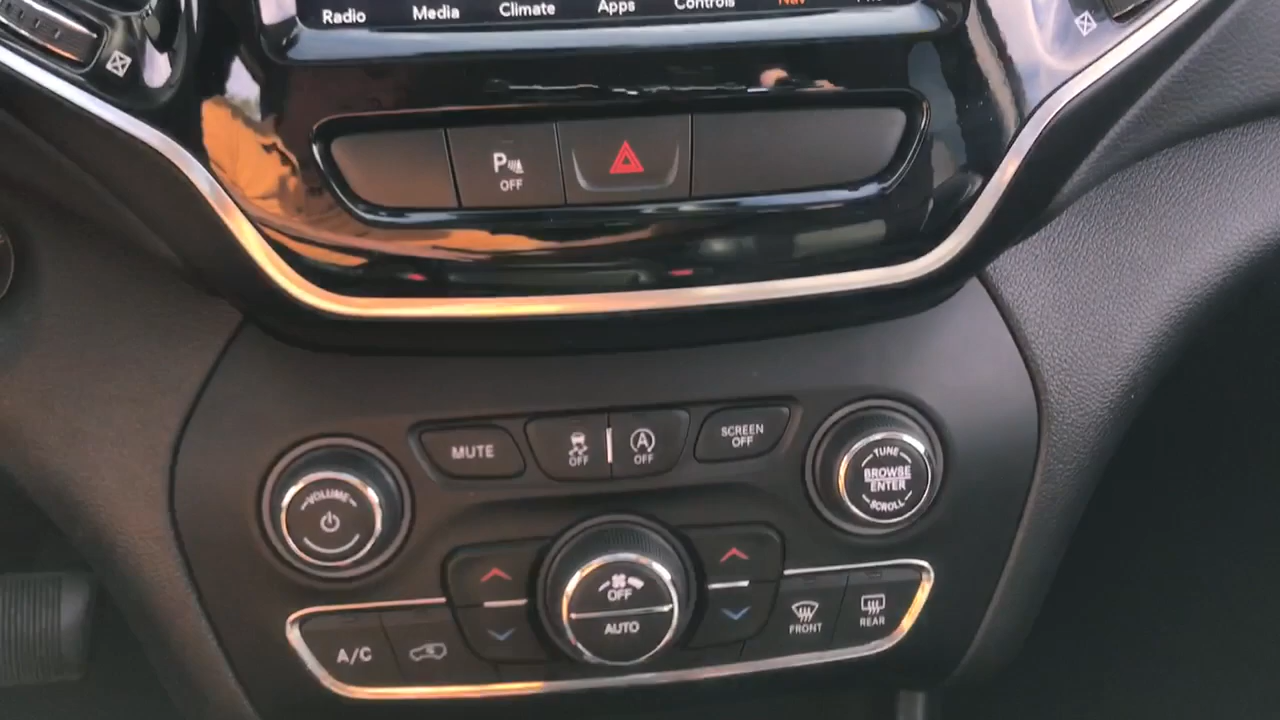 Radio
Media
Climate
Apps
Controls
Nav
P
OFF
MUTE
OFF
A
OFF
SCREEN
OFF
TUNE
BROWSE
ENTER
SCROLL
VOLUME
OFF
AUTO
A/C
FRONT
REAR